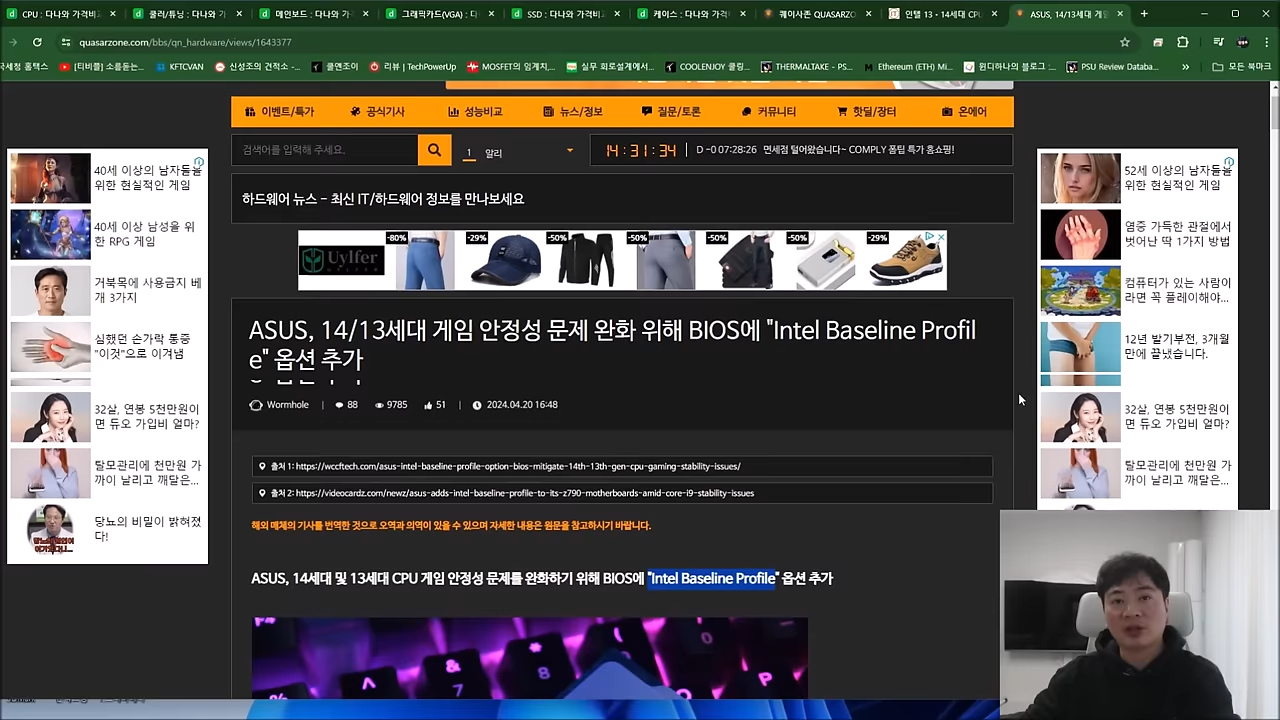 CPU : 다나와 가격비교
쿨러/튜닝 : 다나와 가
메인보드 : 다나와 가
그래픽카드(VGA) : 다
SSD : 다나와 가격비교
케이스 : 다나와 가격
퀘이사존 QUASARZO
인텔 13 - 14세대 CPU
ASUS, 14/13세대 게임
quasarzone.com/bbs/qn_hardware/views/1643377
국세청 홈택스
[티비플] 소름돋는...
KFTCVAN
신성조의 견적소 -...
쿨엔조이
리뷰 | TechPowerUp
MOSFET의 임계치,...
실무 회로설계에서...
COOLENJOY 쿨링...
THERMALTAKE - PS...
Ethereum (ETH) Mi...
윈디하나의 블로그 :...
PSU Review Databa...
모든 북마크
이벤트/특가
공식기사
성능비교
뉴스/정보
질문/토론
커뮤니티
핫딜/장터
온에어
검색어를 입력해 주세요.
1 알리
14:31:34
D -0 07:28:26 면세점 털어왔습니다~ COMPLY 폼팁 특가 홈쇼핑!
하드웨어 뉴스 - 최신 IT/하드웨어 정보를 만나보세요
Uylfer
-80%
-29%
-50%
-50%
-50%
-50%
-29%
40세 이상의 남자들을
위한 현실적인 게임
40세 이상 남성을 위
한 RPG 게임
거북목에 사용금지 베
개 3가지
심했던 손가락 통증
"이것"으로 이겨냄
32살, 연봉 5천만원이
면 듀오 가입비 얼마?
탈모관리에 천만원 가
까이 날리고 깨달은...
당뇨의 비밀이 밝혀졌
다!
ASUS, 14/13세대 게임 안정성 문제 완화 위해 BIOS에 "Intel Baseline Profil
e" 옵션 추가
Wormhole | 88 9785 51 | 2024.04.20 16:48
출처 1: https://wccftech.com/asus-intel-baseline-profile-option-bios-mitigate-14th-13th-gen-cpu-gaming-stability-issues/
출처 2: https://videocardz.com/newz/asus-adds-intel-baseline-profile-to-its-z790-motherboards-amid-core-i9-stability-issues
해외 매체의 기사를 번역한 것으로 오역과 의역이 있을 수 있으며 자세한 내용은 원문을 참고하시기 바랍니다.
ASUS, 14세대 및 13세대 CPU 게임 안정성 문제를 완화하기 위해 BIOS에 "Intel Baseline Profile" 옵션 추가
^
&
7
*
8
P
52세 이상의 남자들을
위한 현실적인 게임
염증 가득한 관절에서
벗어난 딱 1가지 방법
컴퓨터가 있는 사람이
라면 꼭 플레이해야...
12년 발기부전, 3개월
만에 끝냈습니다.
32살, 연봉 5천만원이
면 듀오 가입비 얼마?
탈모관리에 천만원 가
까이 날리고 깨달은...